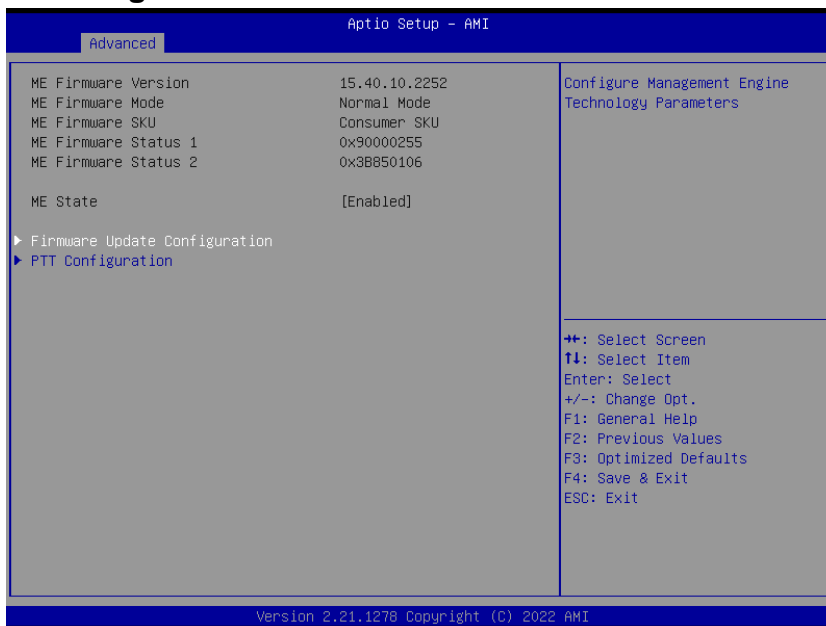 Aptio Setup – AMI
Advanced
ME Firmware Version 15.40.10.2252
ME Firmware Mode Normal Mode
ME Firmware SKU Consumer SKU
ME Firmware Status 1 0x90000255
ME Firmware Status 2 0x3B850106
ME State [Enabled]
Firmware Update Configuration
PTT Configuration
Configure Management Engine
Technology Parameters
→←: Select Screen
↑↓: Select Item
Enter: Select
+/-: Change Opt.
F1: General Help
F2: Previous Values
F3: Optimized Defaults
F4: Save & Exit
ESC: Exit
Version 2.21.1278 Copyright (C) 2022 AMI